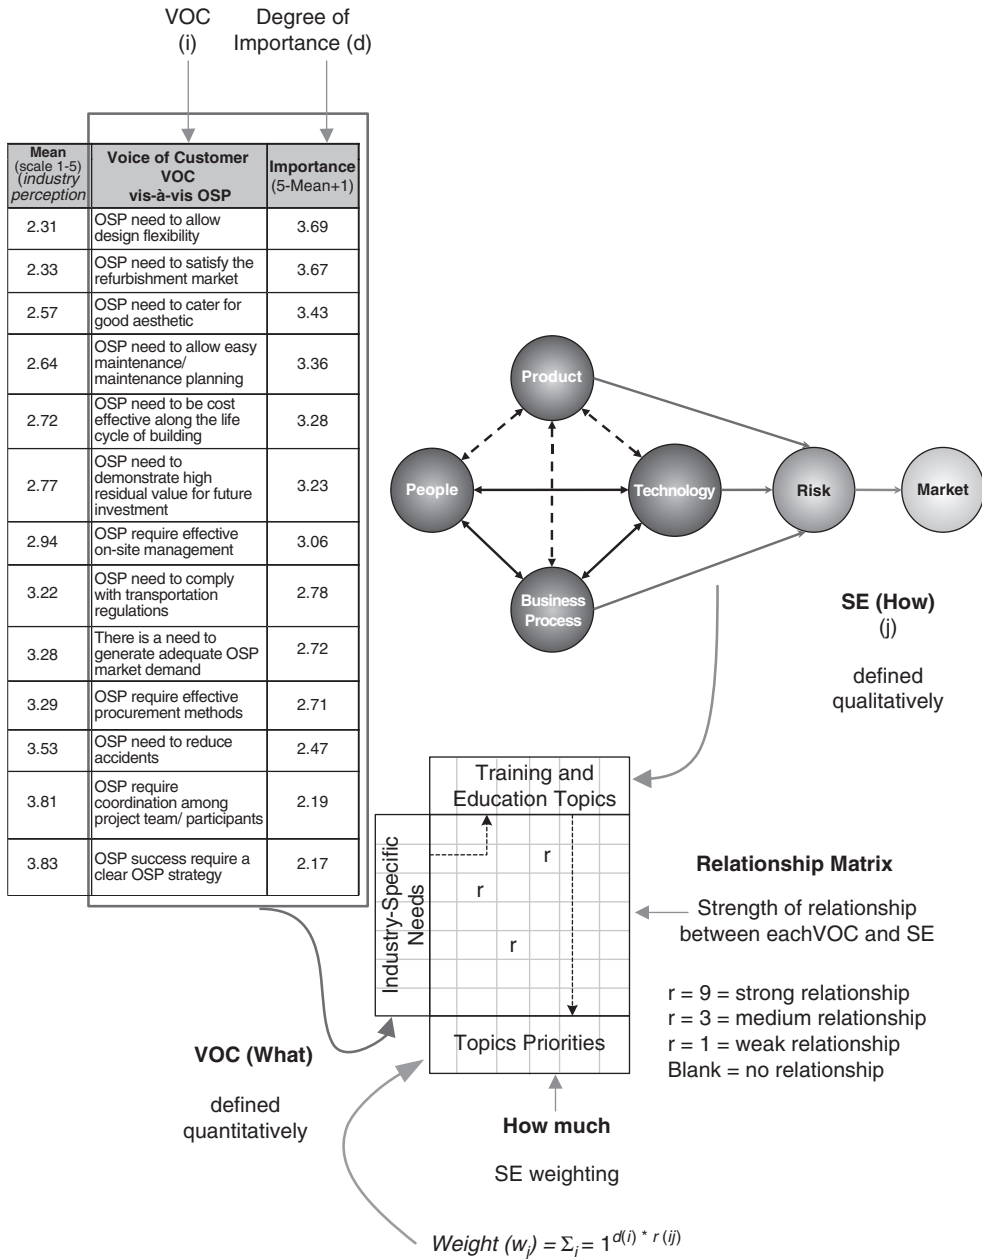 VOC
(i)
Degree of
Importance (d)
Mean
(scale 1-5)
(industry
perception
Voice of Customer
VOC
vis-à-vis OSP
Importance
(5-Mean+1)
2.31
OSP need to allow
design flexibility
3.69
2.33
OSP need to satisfy the
refurbishment market
3.67
2.57
OSP need to cater for
good aesthetic
3.43
2.64
OSP need to allow easy
maintenance/
maintenance planning
3.36
2.72
OSP need to be cost
effective along the life
cycle of building
3.28
2.77
OSP need to
demonstrate high
residual value for future
investment
3.23
2.94
OSP require effective
on-site management
3.06
3.22
OSP need to comply
with transportation
regulations
2.78
3.28
There is a need to
generate adequate OSP
market demand
2.72
3.29
OSP require effective
procurement methods
2.71
3.53
OSP need to reduce
accidents
2.47
3.81
OSP require
coordination among
project team/ participants
2.19
3.83
OSP success require a
clear OSP strategy
2.17
Product
People
Technology
Risk
Market
Business
Process
SE (How)
(j)
defined
qualitatively
Training and
Education Topics
Industry-Specific
Needs
r
r
r
Topics Priorities
Relationship Matrix
Strength of relationship
between eachVOC and SE
r = 9 = strong relationship
r = 3 = medium relationship
r = 1 = weak relationship
Blank = no relationship
VOC (What)
defined
quantitatively
How much
SE weighting
Weight (wj) = Σi = 1 d(i) * r (ij)